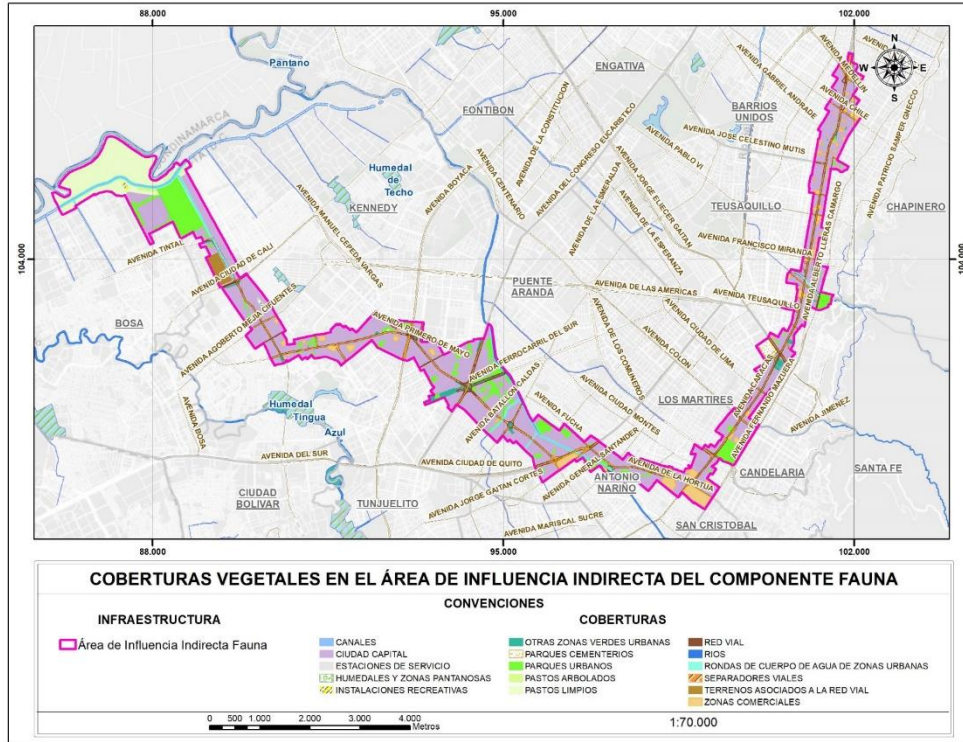 88.000
95.000
102.000
Pantano
ENGATIVA
FONTIBON
BARRIOS
UNIDOS
N
W
E
S
CUNDINAMARCA
AVENIDA MEDELLIN
AVENIDA GABRIEL ANDRADE
AVENIDA CHILE
AVENIDA JOSE CELESTINO MUTIS
AVENIDA PABLO VI
AVENIDA DE LA CONSTITUCION
AVENIDA DEL CONGRESO EUCARISTICO
AVENIDA CENTENARIO
AVENIDA BOYACA
AVENIDA DE LA ESMERALDA
AVENIDA JORGE ELIECER GAITAN
AVENIDA DE LA ESPERANZA
AVENIDA PATRICIO SAMPER GNECCO
Humedal
de
Techo
KENNEDY
TEUSAQUILLO
CHAPINERO
AVENIDA MANUEL CEPEDA VARGAS
AVENIDA FRANCISCO MIRANDA
AVENIDA ALBERTO LLERAS CAMARGO
104.000
104.000
AVENIDA TINTAL
AVENIDA CIUDAD DE CALI
PUENTE
ARANDA
AVENIDA DE LAS AMERICAS
AVENIDA TEUSAQUILLO
BOSA
AVENIDA AGOBERTO MEJIA CIFUENTES
AVENIDA PRIMERO DE MAYO
AVENIDA FERROCARRIL DEL SUR
AVENIDA DE LOS COMUNEROS
AVENIDA COLON
AVENIDA CIUDAD DE LIMA
AVENIDA BATALLON CALDAS
AVENIDA CARACAS
AVENIDA FERNANDO MAZUERA
LOS MARTIRES
AVENIDA JIMENEZ
Humedal
Tingua
Azul
AVENIDA BOSA
AVENIDA FUCHA
AVENIDA CIUDAD MONTES
AVENIDA DEL SUR
AVENIDA CIUDAD DE QUITO
AVENIDA GENERAL SANTANDER
AVENIDA DE LA HORTUA
ANTONIO
NARIÑO
CANDELARIA
SANTA FE
CIUDAD
BOLIVAR
TUNJUELITO
AVENIDA JORGE GAITAN CORTES
AVENIDA MARISCAL SUCRE
SAN CRISTOBAL
88.000
95.000
102.000
COBERTURAS VEGETALES EN EL ÁREA DE INFLUENCIA INDIRECTA DEL COMPONENTE FAUNA
CONVENCIONES
INFRAESTRUCTURA
Área de Influencia Indirecta Fauna
COBERTURAS
CANALES
CIUDAD CAPITAL
ESTACIONES DE SERVICIO
HUMEDALES Y ZONAS PANTANOSAS
INSTALACIONES RECREATIVAS
OTRAS ZONAS VERDES URBANAS
PARQUES CEMENTERIOS
PARQUES URBANOS
PASTOS ARBOLADOS
PASTOS LIMPIOS
RED VIAL
RIOS
RONDAS DE CUERPO DE AGUA DE ZONAS URBANAS
SEPARADORES VIALES
TERRENOS ASOCIADOS A LA RED VIAL
ZONAS COMERCIALES
0 500 1.000 2.000 3.000 4.000
Metros
1:70.000